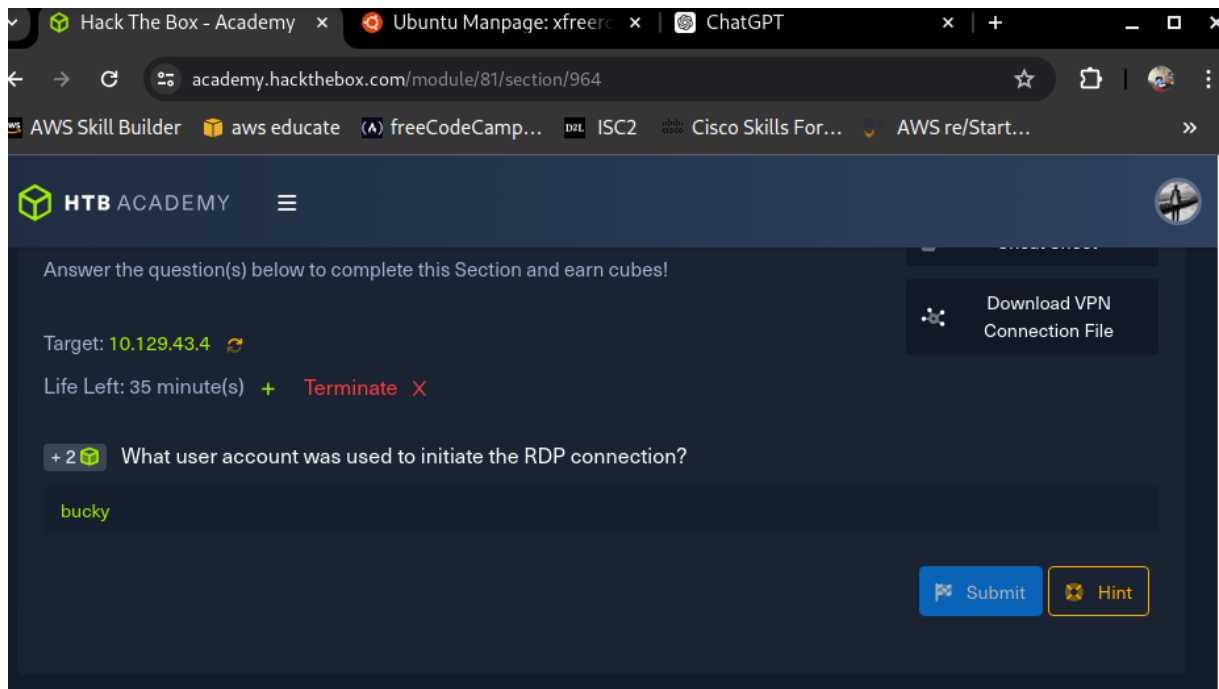 Hack The Box - Academy
Ubuntu Manpage: xfreerd
ChatGPT
academy.hackthebox.com/module/81/section/964
AWS Skill Builder
aws educate
freeCodeCamp...
D2L
ISC2
Cisco Skills For...
AWS re/Start...
HTB ACADEMY
Answer the question(s) below to complete this Section and earn cubes!
Download VPN
Connection File
Target: 10.129.43.4
Life Left: 35 minute(s) + Terminate X
+ 2 What user account was used to initiate the RDP connection?
bucky
Submit
Hint